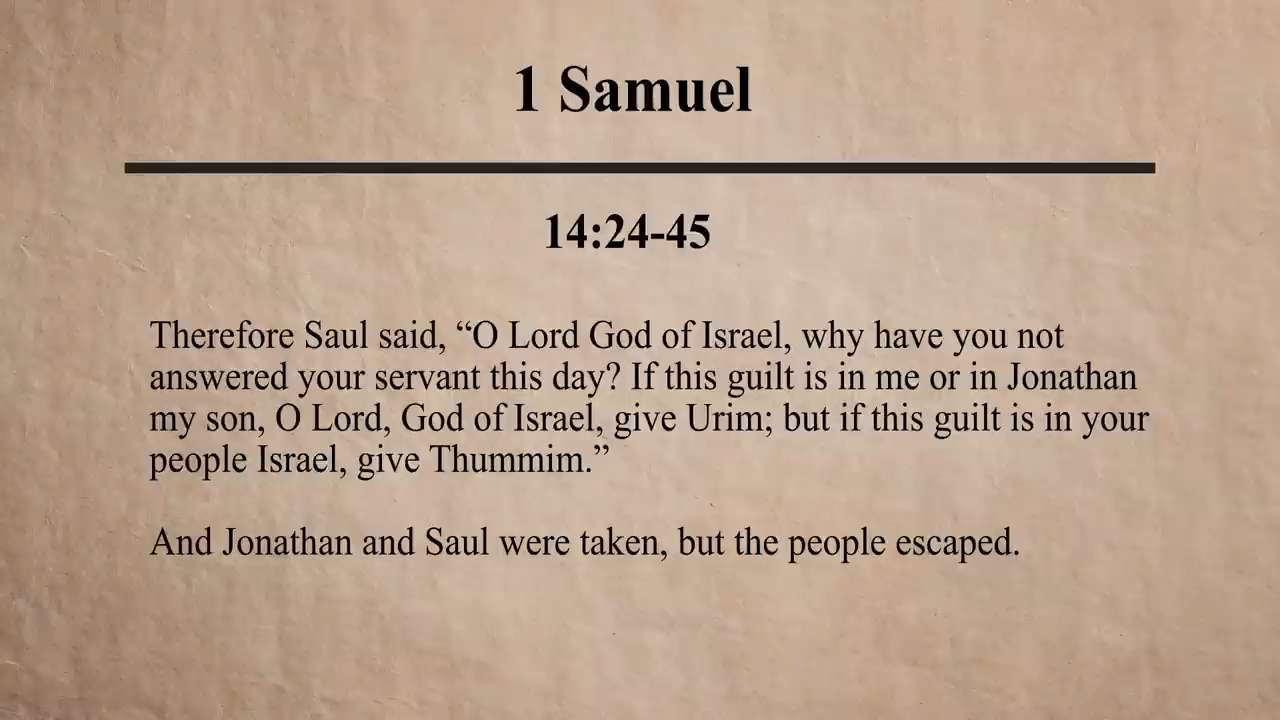 1 Samuel
14:24-45
Therefore Saul said, “O Lord God of Israel, why have you not
answered your servant this day? If this guilt is in me or in Jonathan
my son, O Lord, God of Israel, give Urim; but if this guilt is in your
people Israel, give Thummim.”
And Jonathan and Saul were taken, but the people escaped.